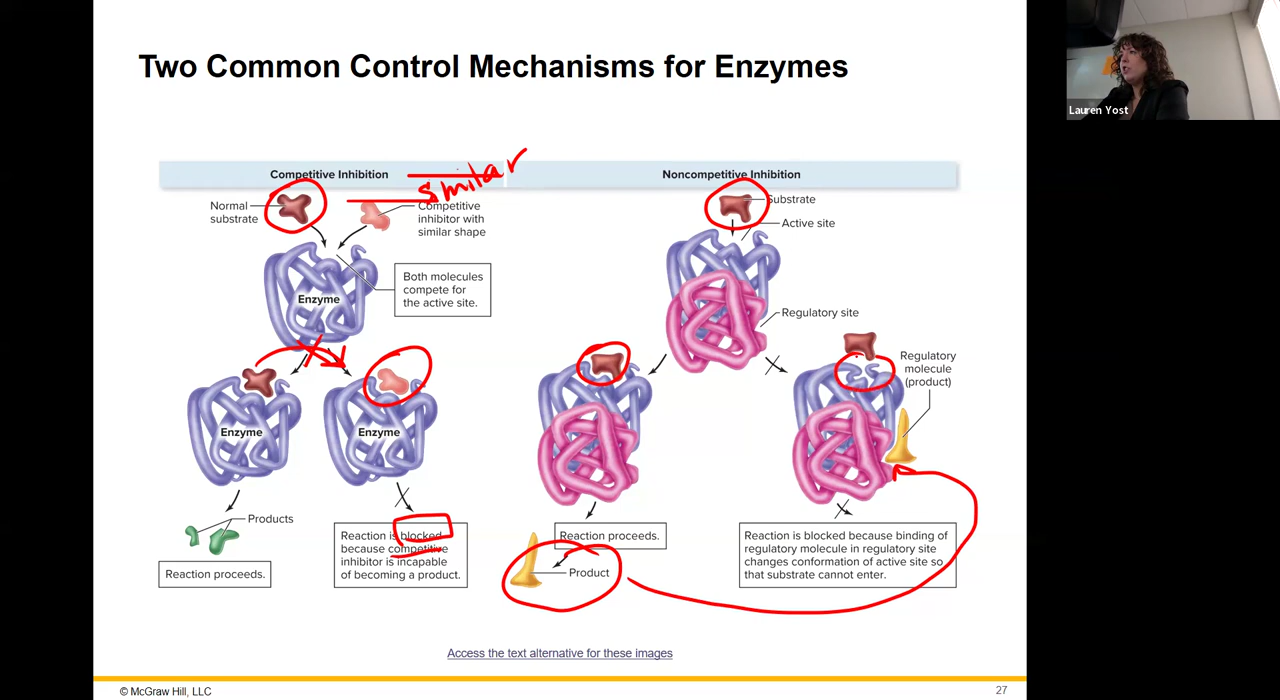 Two Common Control Mechanisms for Enzymes
Lauren Yost
Competitive Inhibition
similar
Noncompetitive Inhibition
Normal
substrate
Competitive
inhibitor with
similar shape
Both molecules
compete for
the active site.
Enzyme
Enzyme
Enzyme
Products
Reaction proceeds.
Reaction is blocked
because competitive
inhibitor is incapable
of becoming a product.
Substrate
Active site
Regulatory site
Regulatory
molecule
(product)
Reaction proceeds.
Product
Reaction is blocked because binding of
regulatory molecule in regulatory site
changes conformation of active site so
that substrate cannot enter.
Access the text alternative for these images
© McGraw Hill, LLC
27